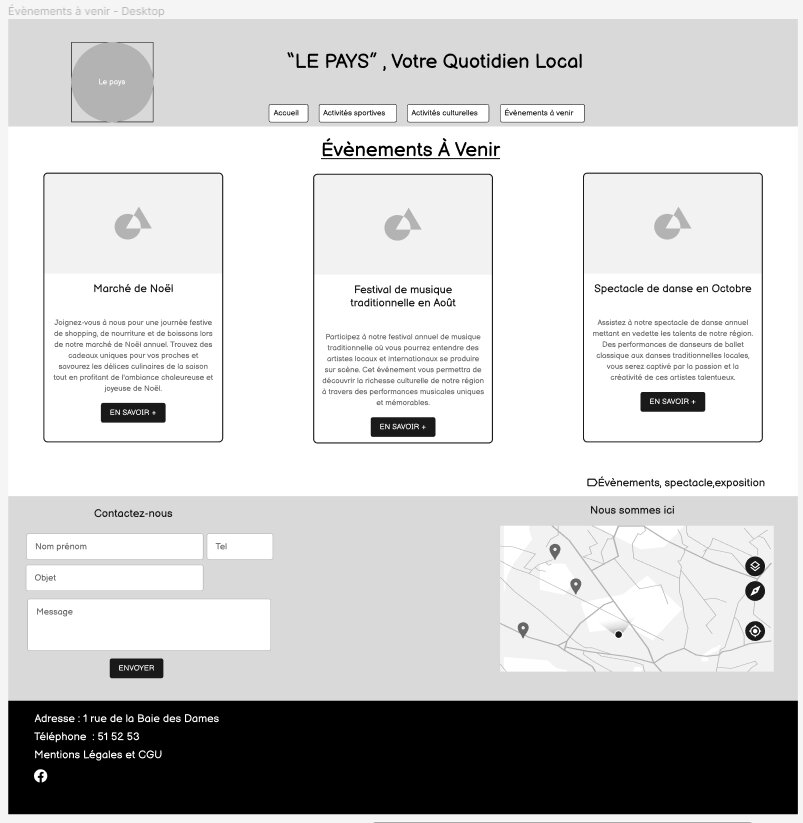 Évènements à venir - Desktop
Le pays
“LE PAYS” , Votre Quotidien Local
Accueil
Activités sportives
Activités culturelles
Évènements à venir
Évènements À Venir
Marché de Noël
Joignez-vous à nous pour une journée festive
de shopping, de nourriture et de boissons lors
de notre marché de Noël annuel. Trouvez des
cadeaux uniques pour vos proches et
savourez les délices culinaires de la saison
tout en profitant de l'ambiance chaleureuse et
joyeuse de Noël.
EN SAVOIR +
Festival de musique
traditionnelle en Août
Participez à notre festival annuel de musique
traditionnelle où vous pourrez entendre des
artistes locaux et internationaux se produire
sur scène. Cet événement vous permettra de
découvrir la richesse culturelle de notre région
à travers des performances musicales uniques
et mémorables.
EN SAVOIR +
Spectacle de danse en Octobre
Assistez à notre spectacle de danse annuel
mettant en vedette les talents de notre région.
Des performances de danseurs de ballet
classique aux danses traditionnelles locales,
vous serez captivé par la passion et la
créativité de ces artistes talentueux.
EN SAVOIR +
Évènements, spectacle,exposition
Contactez-nous
Nom prénom
Tel
Objet
Message
ENVOYER
Nous sommes ici
Adresse : 1 rue de la Baie des Dames
Téléphone : 51 52 53
Mentions Légales et CGU